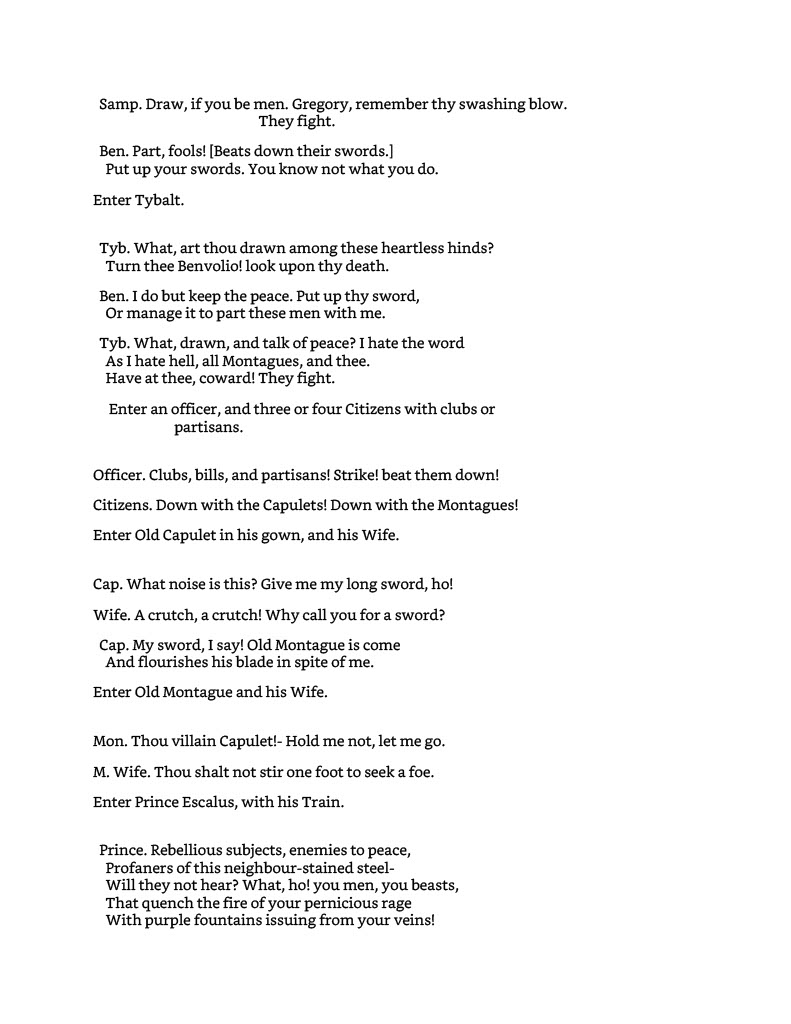 Samp. Draw, if you be men. Gregory, remember thy swashing blow.
They fight.
Ben. Part, fools! [Beats down their swords.]
Put up your swords. You know not what you do.
Enter Tybalt.
Tyb. What, art thou drawn among these heartless hinds?
Turn thee Benvolio! look upon thy death.
Ben. I do but keep the peace. Put up thy sword,
Or manage it to part these men with me.
Tyb. What, drawn, and talk of peace? I hate the word
As I hate hell, all Montagues, and thee.
Have at thee, coward! They fight.
Enter an officer, and three or four Citizens with clubs or
partisans.
Officer. Clubs, bills, and partisans! Strike! beat them down!
Citizens. Down with the Capulets! Down with the Montagues!
Enter Old Capulet in his gown, and his Wife.
Cap. What noise is this? Give me my long sword, ho!
Wife. A crutch, a crutch! Why call you for a sword?
Cap. My sword, I say! Old Montague is come
And flourishes his blade in spite of me.
Enter Old Montague and his Wife.
Mon. Thou villain Capulet!- Hold me not, let me go.
M. Wife. Thou shalt not stir one foot to seek a foe.
Enter Prince Escalus, with his Train.
Prince. Rebellious subjects, enemies to peace,
Profaners of this neighbour-stained steel-
Will they not hear? What, ho! you men, you beasts,
That quench the fire of your pernicious rage
With purple fountains issuing from your veins!